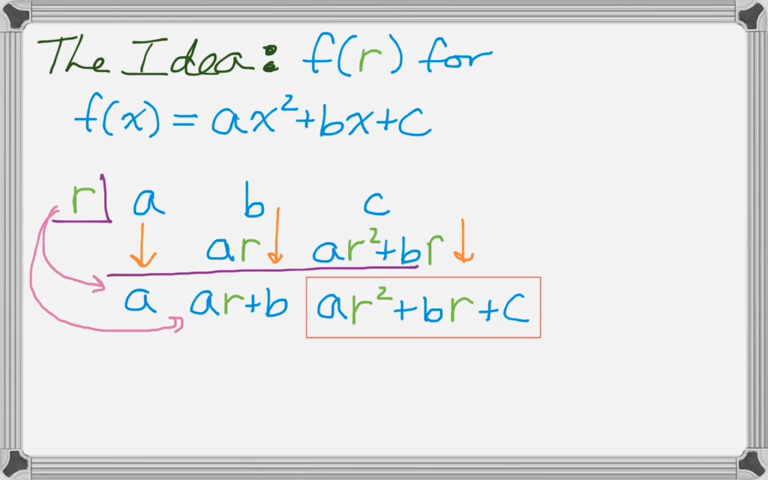 The Idea: f(r) for
f(x) = ax²+bx+c
r a b c
ar ar²+br
a ar+b ar²+br+c